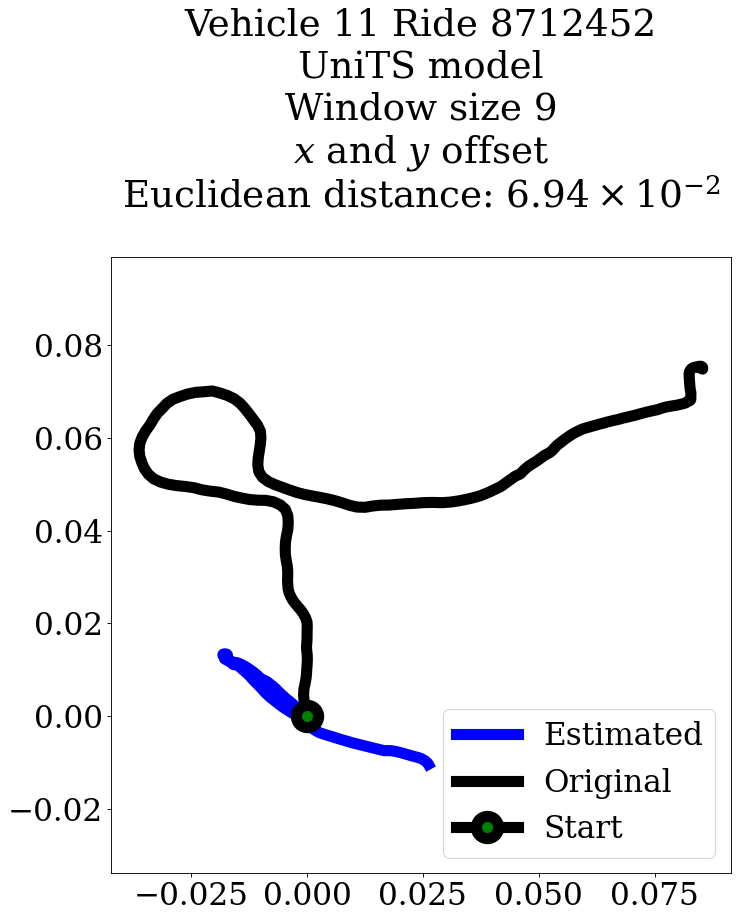 Vehicle 11 Ride 8712452
UniTS model
Window size 9
x and y offset
Euclidean distance: 6.94 × 10⁻²
0.08
0.06
0.04
0.02
0.00
−0.02
Estimated
Original
Start
−0.025 0.000 0.025 0.050 0.075